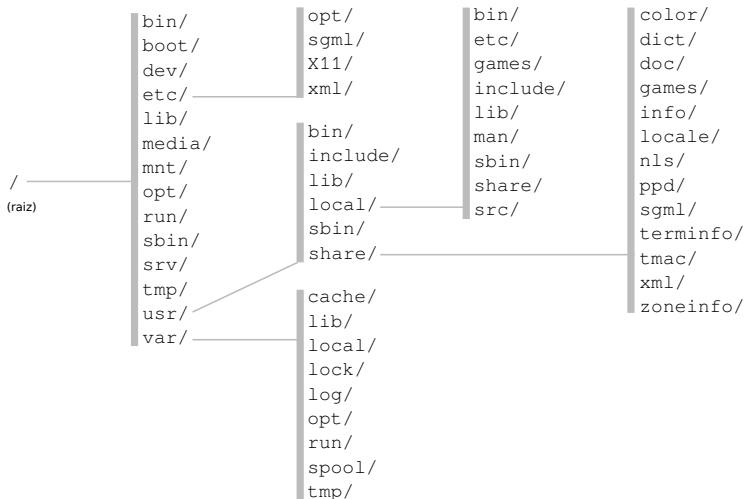 /
(raiz)
bin/
boot/
dev/
etc/
lib/
media/
mnt/
opt/
run/
sbin/
srv/
tmp/
usr/
var/
opt/
sgml/
X11/
xml/
bin/
include/
lib/
local/
sbin/
share/
cache/
lib/
local/
lock/
log/
opt/
run/
spool/
tmp/
bin/
etc/
games/
include/
lib/
man/
sbin/
share/
src/
color/
dict/
doc/
games/
info/
locale/
nls/
ppd/
sgml/
terminfo/
tmac/
xml/
zoneinfo/